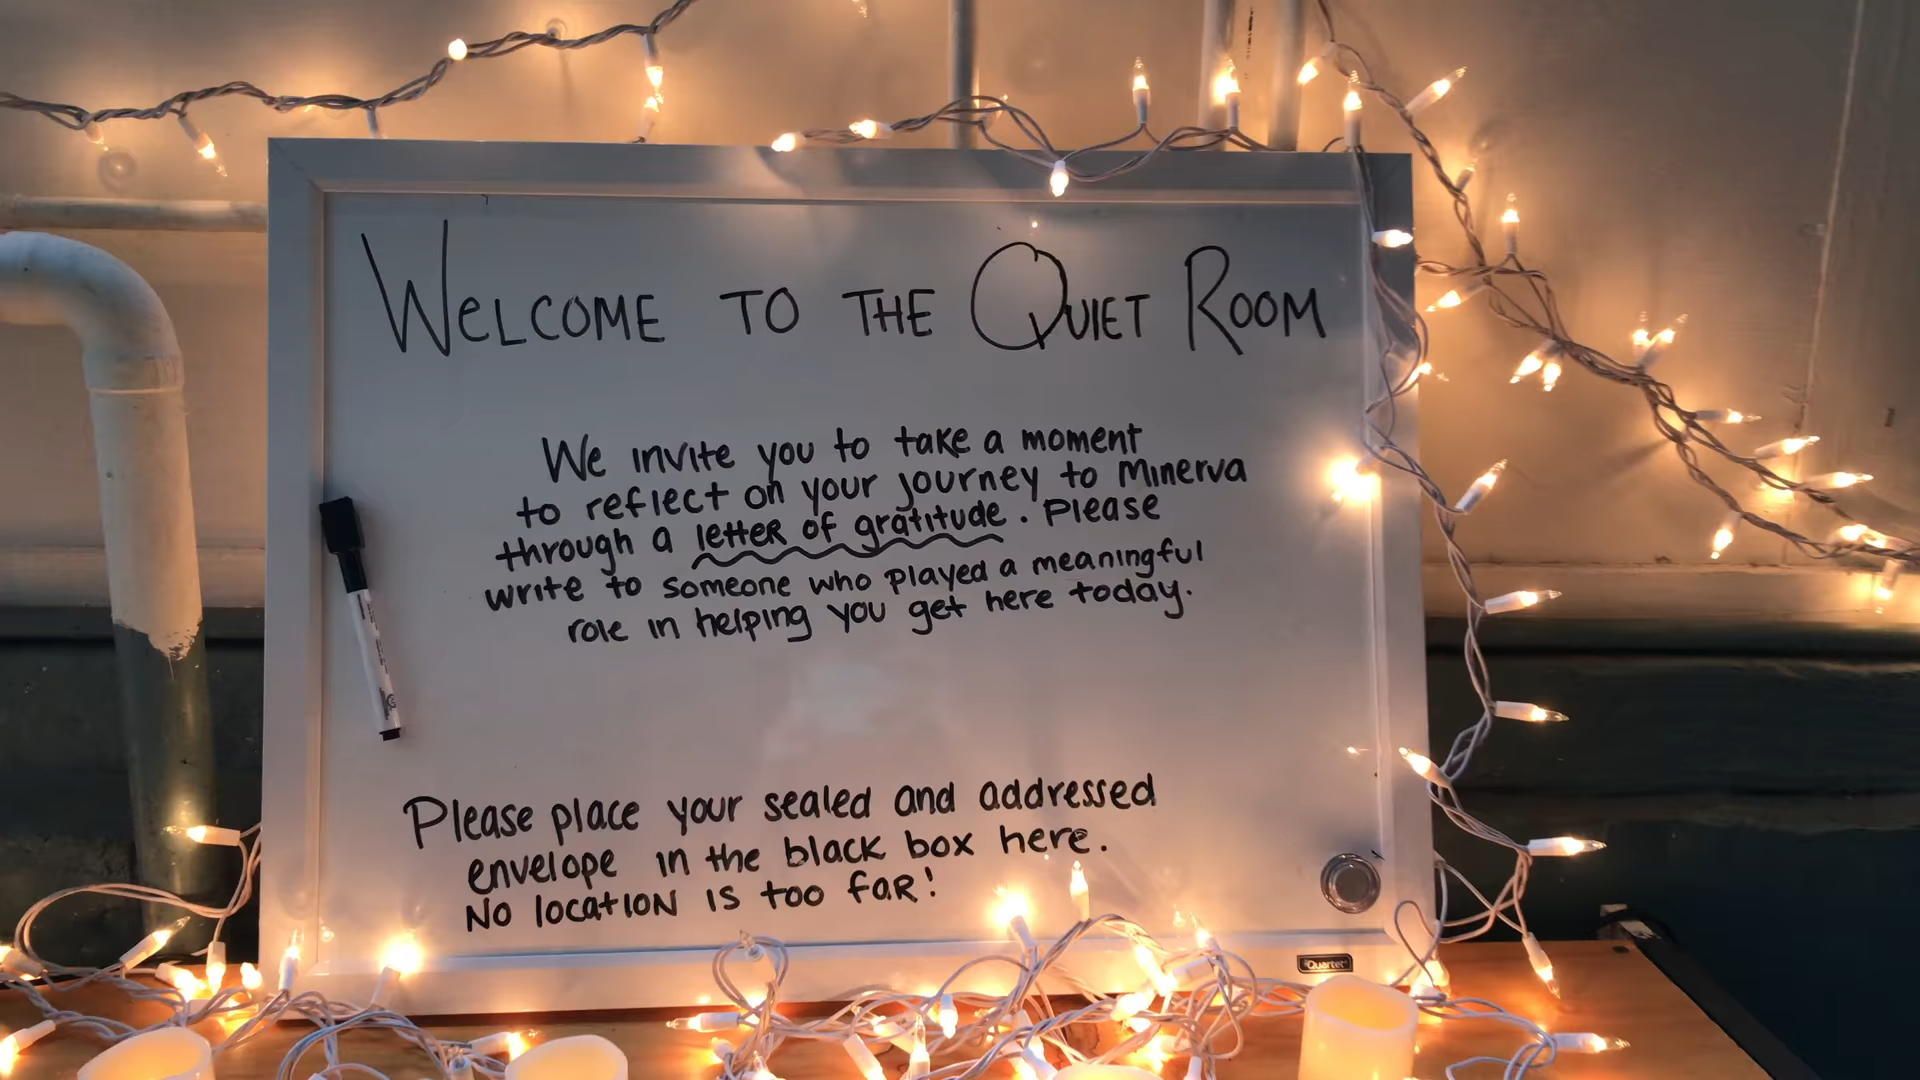 WELCOME TO THE QUIET ROOM
We invite you to take a moment
to reflect on your journey to Minerva
through a letter of gratitude. Please
write to someone who played a meaningful
role in helping you get here today.
Please place your sealed and addressed
envelope in the black box here.
No location is too far!
Quartet